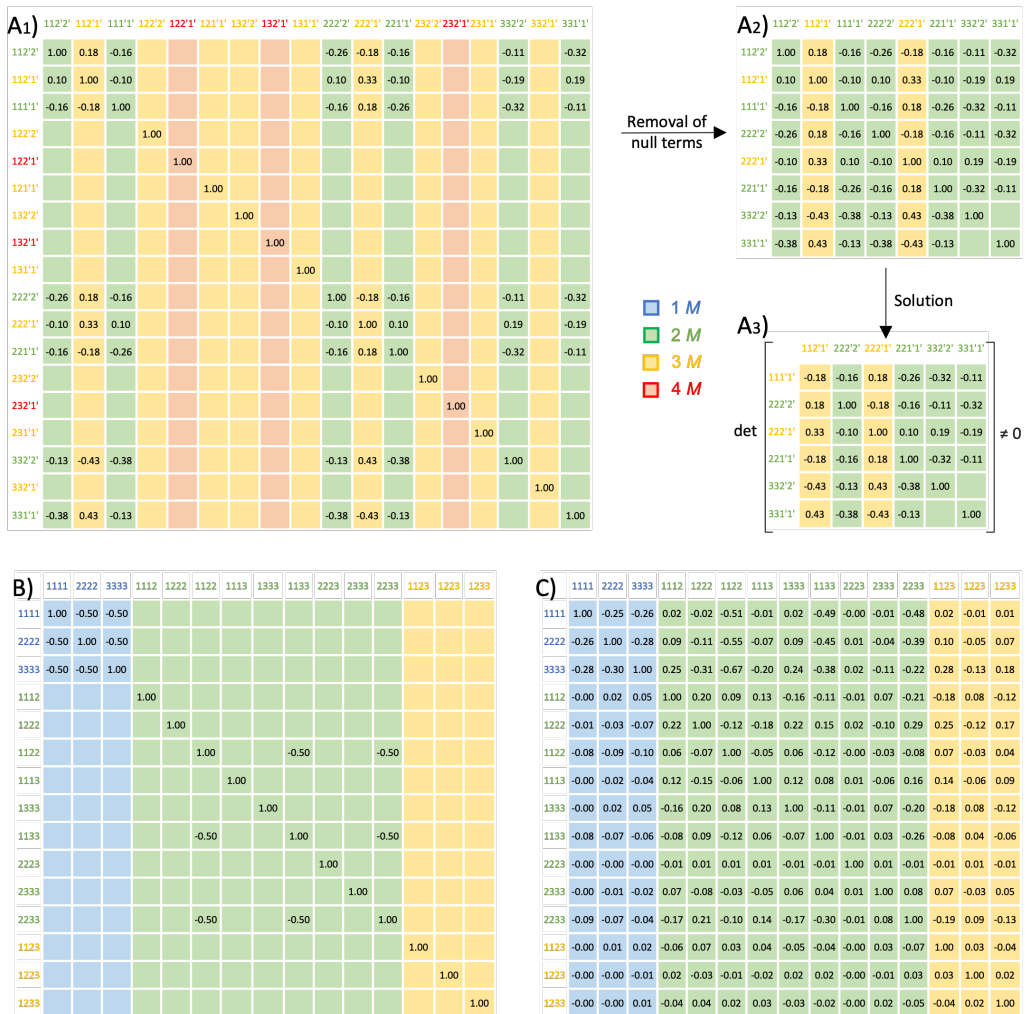 A1)
112'2' 112'1' 111'1' 122'2' 122'1' 121'1' 132'2' 132'1' 131'1' 222'2' 222'1' 221'1' 232'2' 232'1' 231'1' 332'2' 332'1' 331'1'
112'2' 1.00 0.18 -0.16 -0.26 -0.18 -0.16 -0.11 -0.32
112'1' 0.10 1.00 -0.10 0.10 0.33 -0.10 -0.19 0.19
111'1' -0.16 -0.18 1.00 -0.16 0.18 -0.26 -0.32 -0.11
122'2' 1.00
122'1' 1.00
121'1' 1.00
132'2' 1.00
132'1' 1.00
131'1' 1.00
222'2' -0.26 0.18 -0.16 1.00 -0.18 -0.16 -0.11 -0.32
222'1' -0.10 0.33 0.10 -0.10 1.00 0.10 0.19 -0.19
221'1' -0.16 -0.18 -0.26 -0.16 0.18 1.00 -0.32 -0.11
232'2' 1.00
232'1' 1.00
231'1' 1.00
332'2' -0.13 -0.43 -0.38 -0.13 0.43 -0.38 1.00
332'1' 1.00
331'1' -0.38 0.43 -0.13 -0.38 -0.43 -0.13 1.00
Removal of
null terms
A2)
112'2' 112'1' 111'1' 222'2' 222'1' 221'1' 332'2' 331'1'
112'2' 1.00 0.18 -0.16 -0.26 -0.18 -0.16 -0.11 -0.32
112'1' 0.10 1.00 -0.10 0.10 0.33 -0.10 -0.19 0.19
111'1' -0.16 -0.18 1.00 -0.16 0.18 -0.26 -0.32 -0.11
222'2' -0.26 0.18 -0.16 1.00 -0.18 -0.16 -0.11 -0.32
222'1' -0.10 0.33 0.10 -0.10 1.00 0.10 0.19 -0.19
221'1' -0.16 -0.18 -0.26 -0.16 0.18 1.00 -0.32 -0.11
332'2' -0.13 -0.43 -0.38 -0.13 0.43 -0.38 1.00
331'1' -0.38 0.43 -0.13 -0.38 -0.43 -0.13 1.00
Solution
1 M
2 M
3 M
4 M
A3)
112'1' 222'2' 222'1' 221'1' 332'2' 331'1'
111'1' -0.18 -0.16 0.18 -0.26 -0.32 -0.11
222'2' 0.18 1.00 -0.18 -0.16 -0.11 -0.32
det
222'1' 0.33 -0.10 1.00 0.10 0.19 -0.19
≠ 0
221'1' -0.18 -0.16 0.18 1.00 -0.32 -0.11
332'2' -0.43 -0.13 0.43 -0.38 1.00
331'1' 0.43 -0.38 -0.43 -0.13 1.00
B)
1111 2222 3333 1112 1222 1122 1113 1333 1133 2223 2333 2233 1123 1223 1233
1111 1.00 -0.50 -0.50
2222 -0.50 1.00 -0.50
3333 -0.50 -0.50 1.00
1112 1.00
1222 1.00
1122 1.00 -0.50 -0.50
1113 1.00
1333 1.00
1133 -0.50 1.00 -0.50
2223 1.00
2333 1.00
2233 -0.50 -0.50 1.00
1123 1.00
1223 1.00
1233 1.00
C)
1111 2222 3333 1112 1222 1122 1113 1333 1133 2223 2333 2233 1123 1223 1233
1111 1.00 -0.25 -0.26 0.02 -0.02 -0.51 -0.01 0.02 -0.49 -0.00 -0.01 -0.48 0.02 -0.01 0.01
2222 -0.26 1.00 -0.28 0.09 -0.11 -0.55 -0.07 0.09 -0.45 0.01 -0.04 -0.39 0.10 -0.05 0.07
3333 -0.28 -0.30 1.00 0.25 -0.31 -0.67 -0.20 0.24 -0.38 0.02 -0.11 -0.22 0.28 -0.13 0.18
1112 -0.00 0.02 0.05 1.00 0.20 0.09 0.13 -0.16 -0.11 -0.01 0.07 -0.21 -0.18 0.08 -0.12
1222 -0.01 -0.03 -0.07 0.22 1.00 -0.12 -0.18 0.22 0.15 0.02 -0.10 0.29 0.25 -0.12 0.17
1122 -0.08 -0.09 -0.10 0.06 -0.07 1.00 -0.05 0.06 -0.12 -0.00 -0.03 -0.08 0.07 -0.03 0.04
1113 -0.00 -0.02 -0.04 0.12 -0.15 -0.06 1.00 0.12 0.08 0.01 -0.06 0.16 0.14 -0.06 0.09
1333 -0.00 0.02 0.05 -0.16 0.20 0.08 0.13 1.00 -0.11 -0.01 0.07 -0.20 -0.18 0.08 -0.12
1133 -0.08 -0.07 -0.06 -0.08 0.09 -0.12 0.06 -0.07 1.00 -0.01 0.03 -0.26 -0.08 0.04 -0.06
2223 -0.00 -0.00 -0.00 -0.01 0.01 0.01 0.01 -0.01 -0.01 1.00 0.01 -0.01 -0.01 0.01 -0.01
2333 -0.00 -0.01 -0.02 0.07 -0.08 -0.03 -0.05 0.06 0.04 0.01 1.00 0.08 0.07 -0.03 0.05
2233 -0.09 -0.07 -0.04 -0.17 0.21 -0.10 0.14 -0.17 -0.30 -0.01 0.08 1.00 -0.19 0.09 -0.13
1123 -0.00 0.01 0.02 -0.06 0.07 0.03 0.04 -0.05 -0.04 -0.00 0.03 -0.07 1.00 0.03 -0.04
1223 -0.00 -0.00 -0.01 0.02 -0.03 -0.01 -0.02 0.02 0.02 -0.00 -0.01 0.03 0.03 1.00 0.02
1233 -0.00 -0.00 0.01 -0.04 0.04 0.02 0.03 -0.03 -0.02 -0.00 0.02 -0.05 -0.04 0.02 1.00